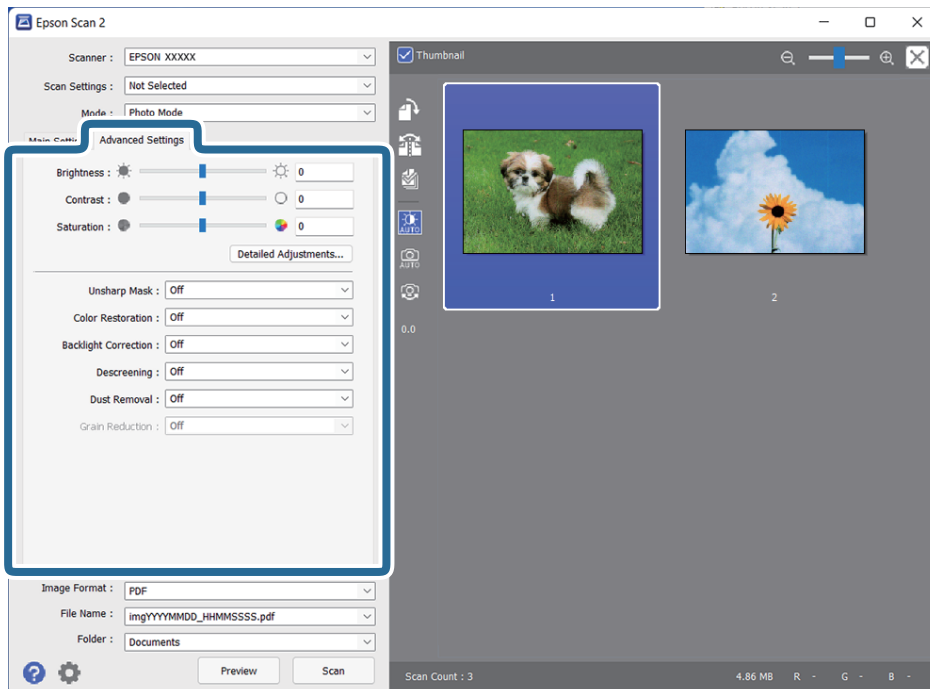 Epson Scan 2
Scanner : EPSON XXXXX
Scan Settings : Not Selected
Mode : Photo Mode
Advanced Settings
Brightness : 0
Contrast : 0
Saturation : 0
Detailed Adjustments...
Unsharp Mask : Off
Color Restoration : Off
Backlight Correction : Off
Descreening : Off
Dust Removal : Off
Grain Reduction : Off
Image Format : PDF
File Name : imgYYYYMMDD_HHMMSSSS.pdf
Folder : Documents
?
Preview
Scan
Thumbnail
AUTO
AUTO
0.0
1
2
Scan Count : 3
4.86 MB R - G - B -